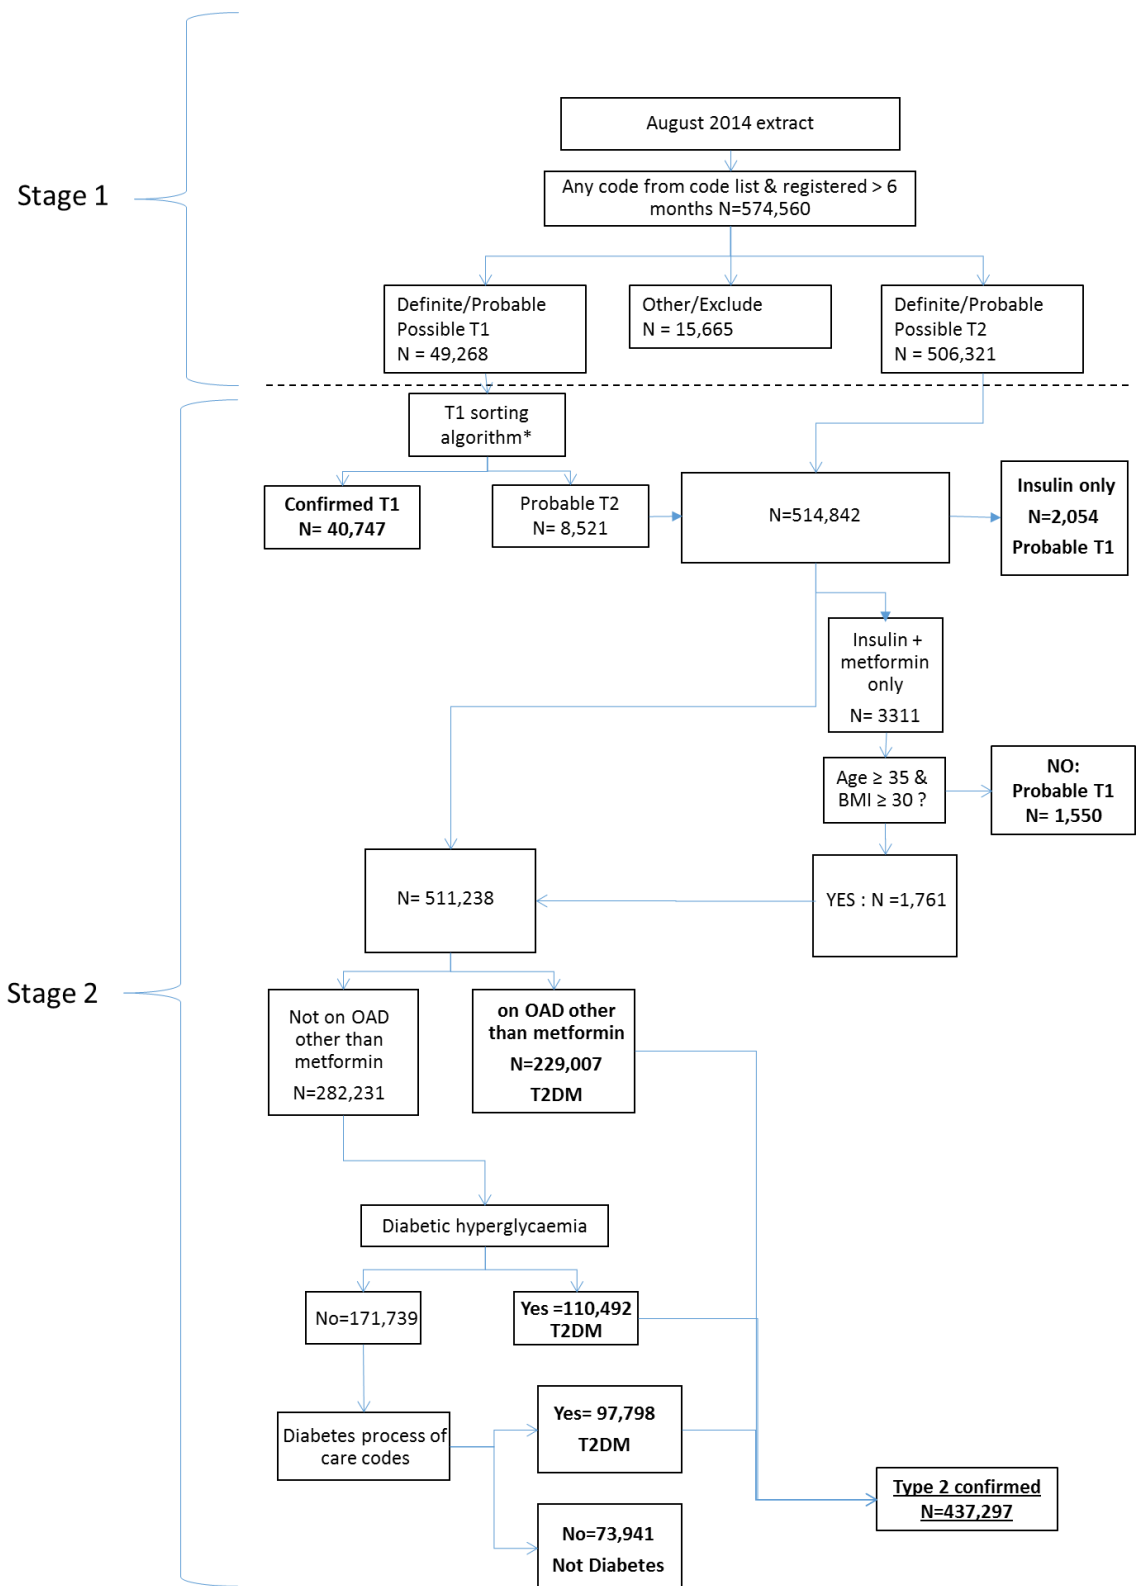 Stage 1
August 2014 extract
Any code from code list & registered > 6
months N=574,560
Definite/Probable
Possible T1
N = 49,268
Other/Exclude
N = 15,665
Definite/Probable
Possible T2
N = 506,321
Stage 2
T1 sorting
algorithm*
Confirmed T1
N= 40,747
Probable T2
N= 8,521
N=514,842
Insulin only
N=2,054
Probable T1
Insulin +
metformin
only
N= 3311
Age ≥ 35 &
BMI ≥ 30 ?
NO:
Probable T1
N= 1,550
YES : N =1,761
N= 511,238
Not on OAD
other than
metformin
N=282,231
on OAD other
than metformin
N=229,007
T2DM
Diabetic hyperglycaemia
No=171,739
Yes =110,492
T2DM
Diabetes process of
care codes
Yes= 97,798
T2DM
No=73,941
Not Diabetes
Type 2 confirmed
N=437,297